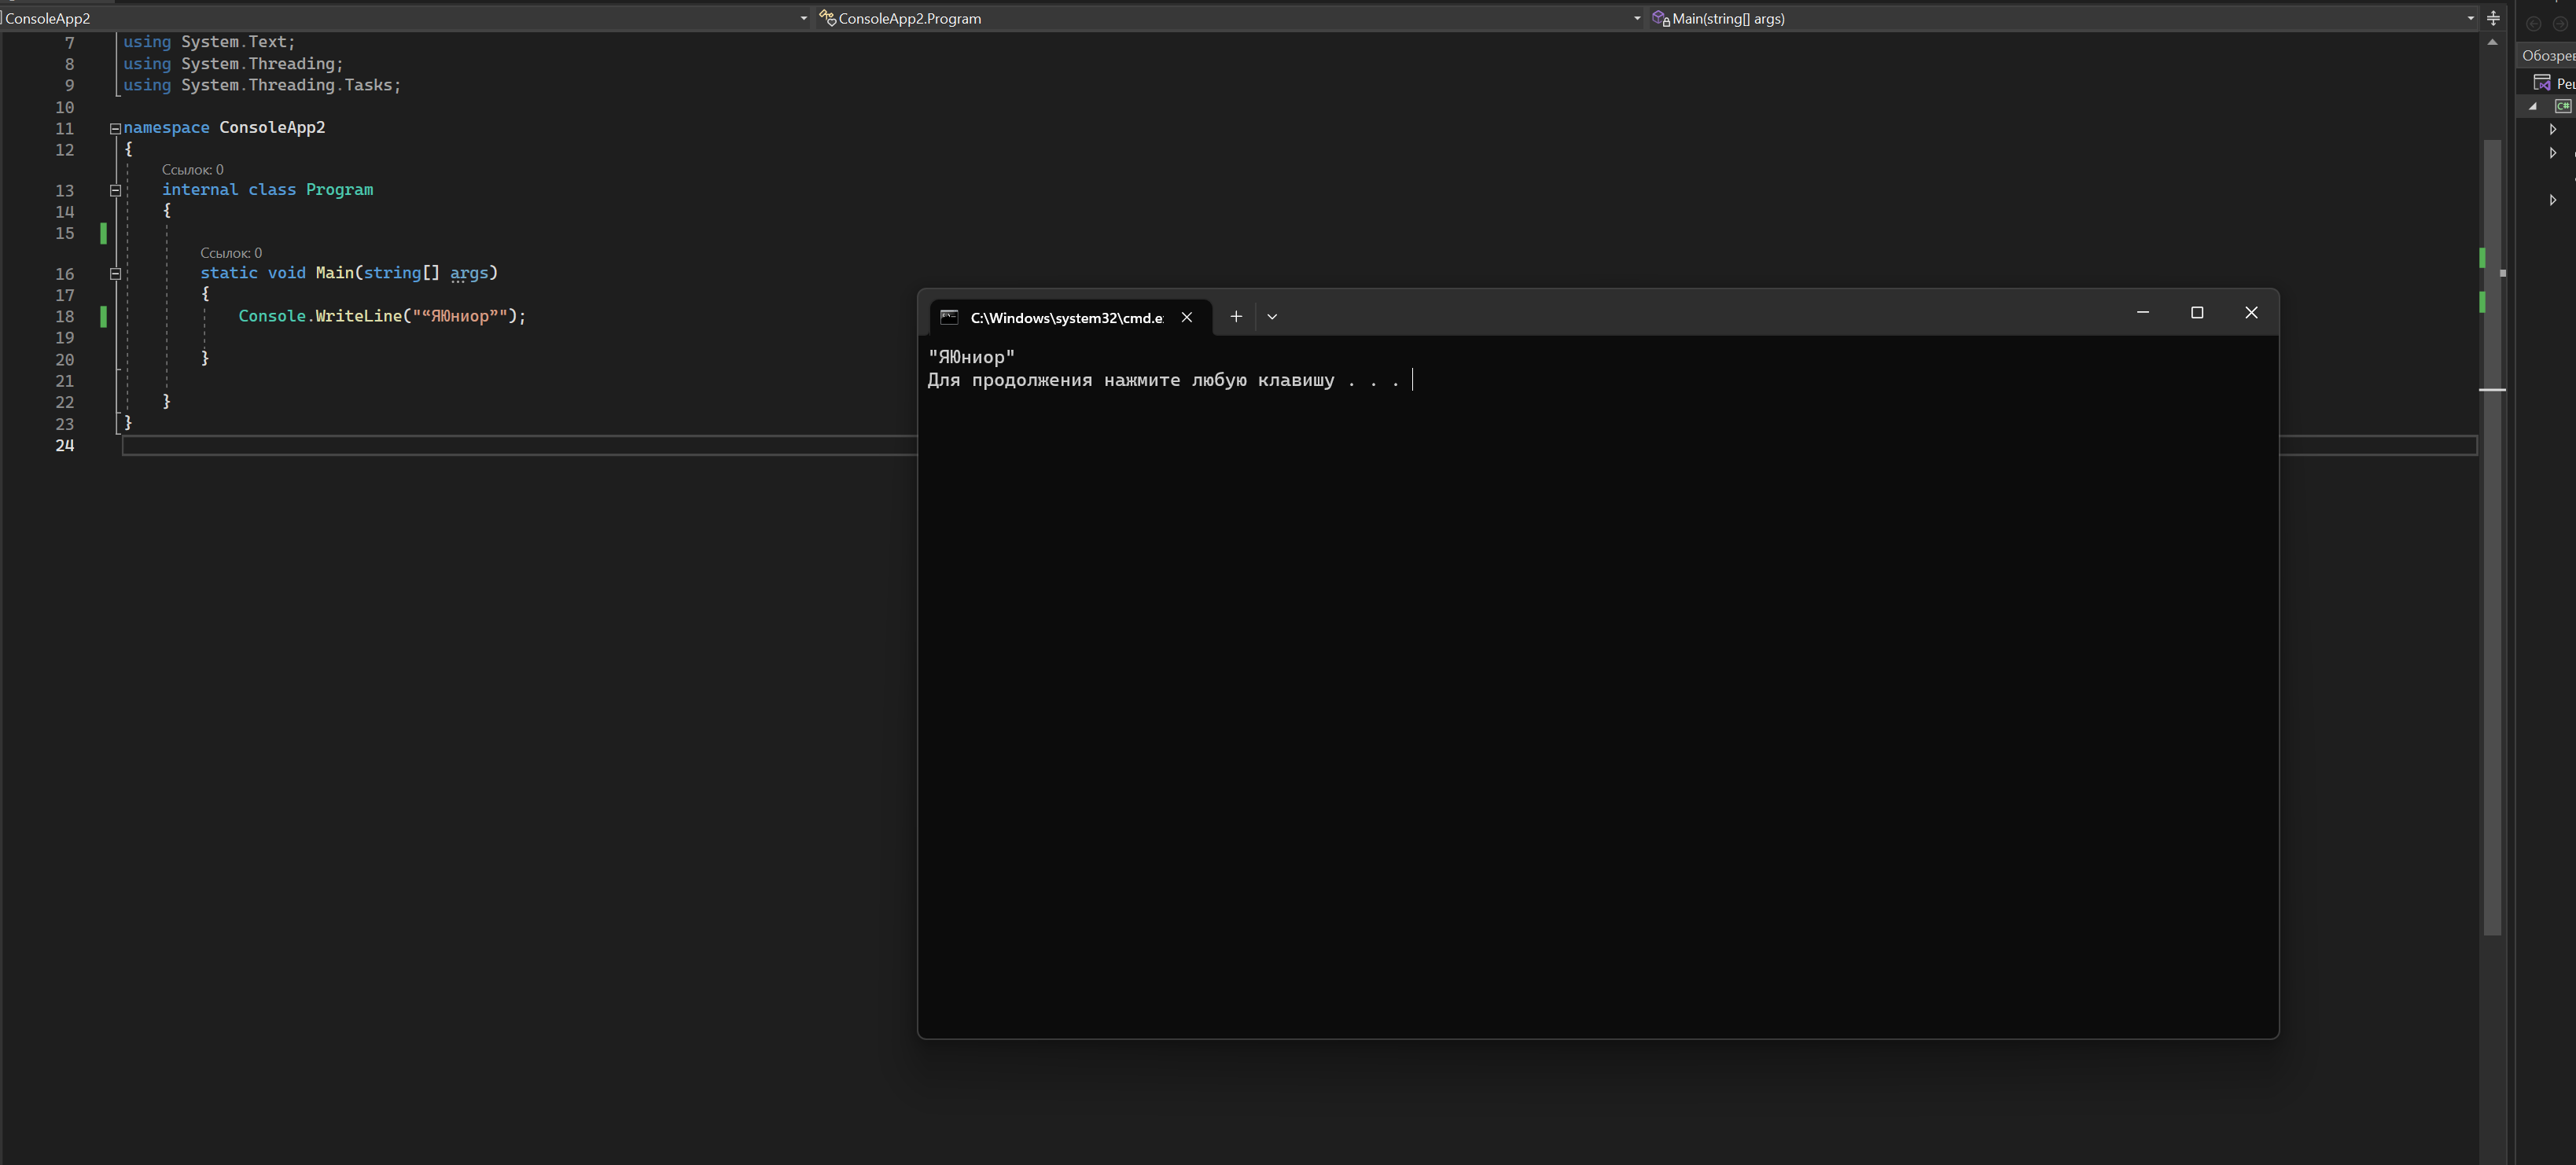 ConsoleApp2 ConsoleApp2.Program Main(string[] args)
7 using System.Text;
8 using System.Threading;
9 using System.Threading.Tasks;
10
11 namespace ConsoleApp2
12 {
Ссылок: 0
13 internal class Program
14 {
15
Ссылок: 0
16 static void Main(string[] args)
17 {
18 Console.WriteLine("“ЯЮниор”");
19
20 }
21
22 }
23 }
24
C:\Windows\system32\cmd.e
"ЯЮниор"
Для продолжения нажмите любую клавишу . . .
Обозрев
Реш
C#